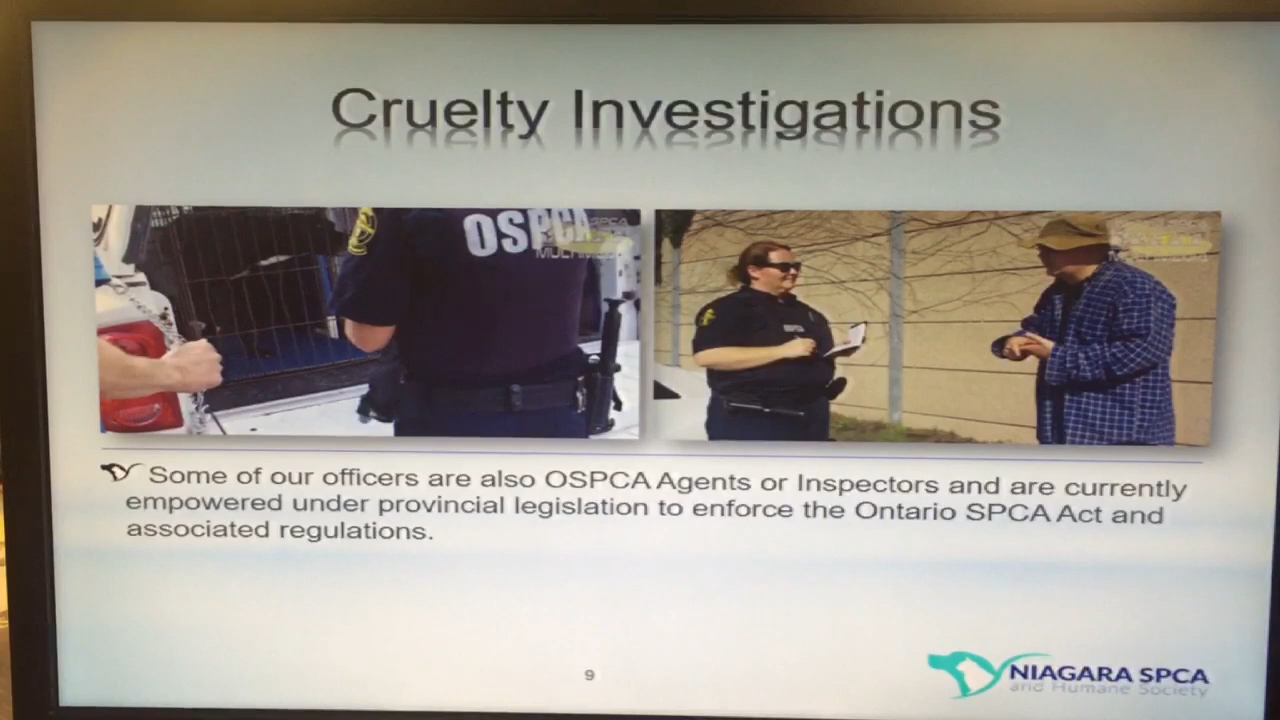 Cruelty Investigations
OSPCA
OSPCA
Some of our officers are also OSPCA Agents or Inspectors and are currently
empowered under provincial legislation to enforce the Ontario SPCA Act and
associated regulations.
9
NIAGARA SPCA
and Humane Society